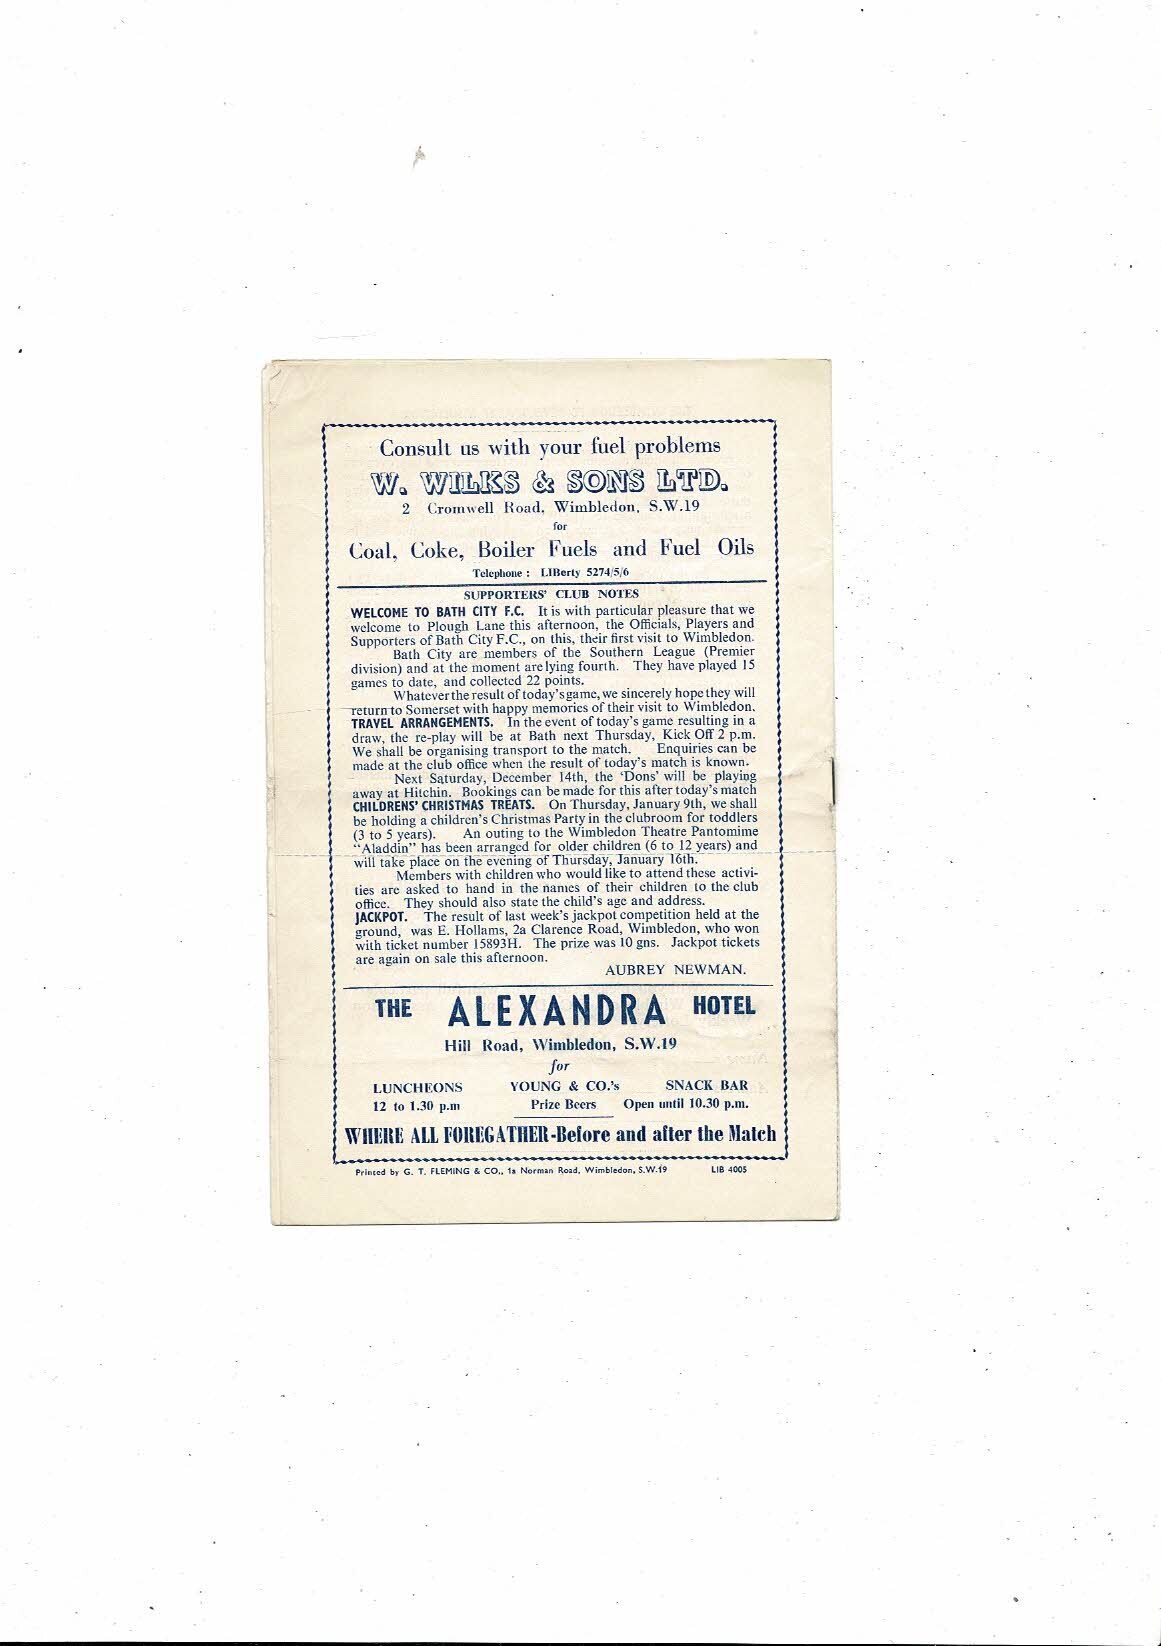 Consult us with your fuel problems
W. WILKS & SONS LTD.
2 Cromwell Road, Wimbledon, S.W.19
for
Coal, Coke, Boiler Fuels and Fuel Oils
Telephone : LIBerty 5274/5/6
SUPPORTERS' CLUB NOTES
WELCOME TO BATH CITY F.C. It is with particular pleasure that we
welcome to Plough Lane this afternoon, the Officials, Players and
Supporters of Bath City F.C., on this, their first visit to Wimbledon.
Bath City are members of the Southern League (Premier
division) and at the moment are lying fourth. They have played 15
games to date, and collected 22 points.
Whatever the result of today's game, we sincerely hope they will
return to Somerset with happy memories of their visit to Wimbledon.
TRAVEL ARRANGEMENTS. In the event of today's game resulting in a
draw, the re-play will be at Bath next Thursday, Kick Off 2 p.m.
We shall be organising transport to the match. Enquiries can be
made at the club office when the result of today's match is known.
Next Saturday, December 14th, the 'Dons' will be playing
away at Hitchin. Bookings can be made for this after today's match
CHILDRENS' CHRISTMAS TREATS. On Thursday, January 9th, we shall
be holding a children's Christmas Party in the clubroom for toddlers
(3 to 5 years). An outing to the Wimbledon Theatre Pantomime
"Aladdin" has been arranged for older children (6 to 12 years) and
will take place on the evening of Thursday, January 16th.
Members with children who would like to attend these activi-
ties are asked to hand in the names of their children to the club
office. They should also state the child's age and address.
JACKPOT. The result of last week's jackpot competition held at the
ground, was E. Hollams, 2a Clarence Road, Wimbledon, who won
with ticket number 15893H. The prize was 10 gns. Jackpot tickets
are again on sale this afternoon.
AUBREY NEWMAN.
THE ALEXANDRA HOTEL
Hill Road, Wimbledon, S.W.19
for
LUNCHEONS YOUNG & CO.'s SNACK BAR
12 to 1.30 p.m Prize Beers Open until 10.30 p.m.
WHERE ALL FOREGATHER-Before and after the Match
Printed by G. T. FLEMING & CO., 1a Norman Road, Wimbledon, S.W.19 LIB 4005